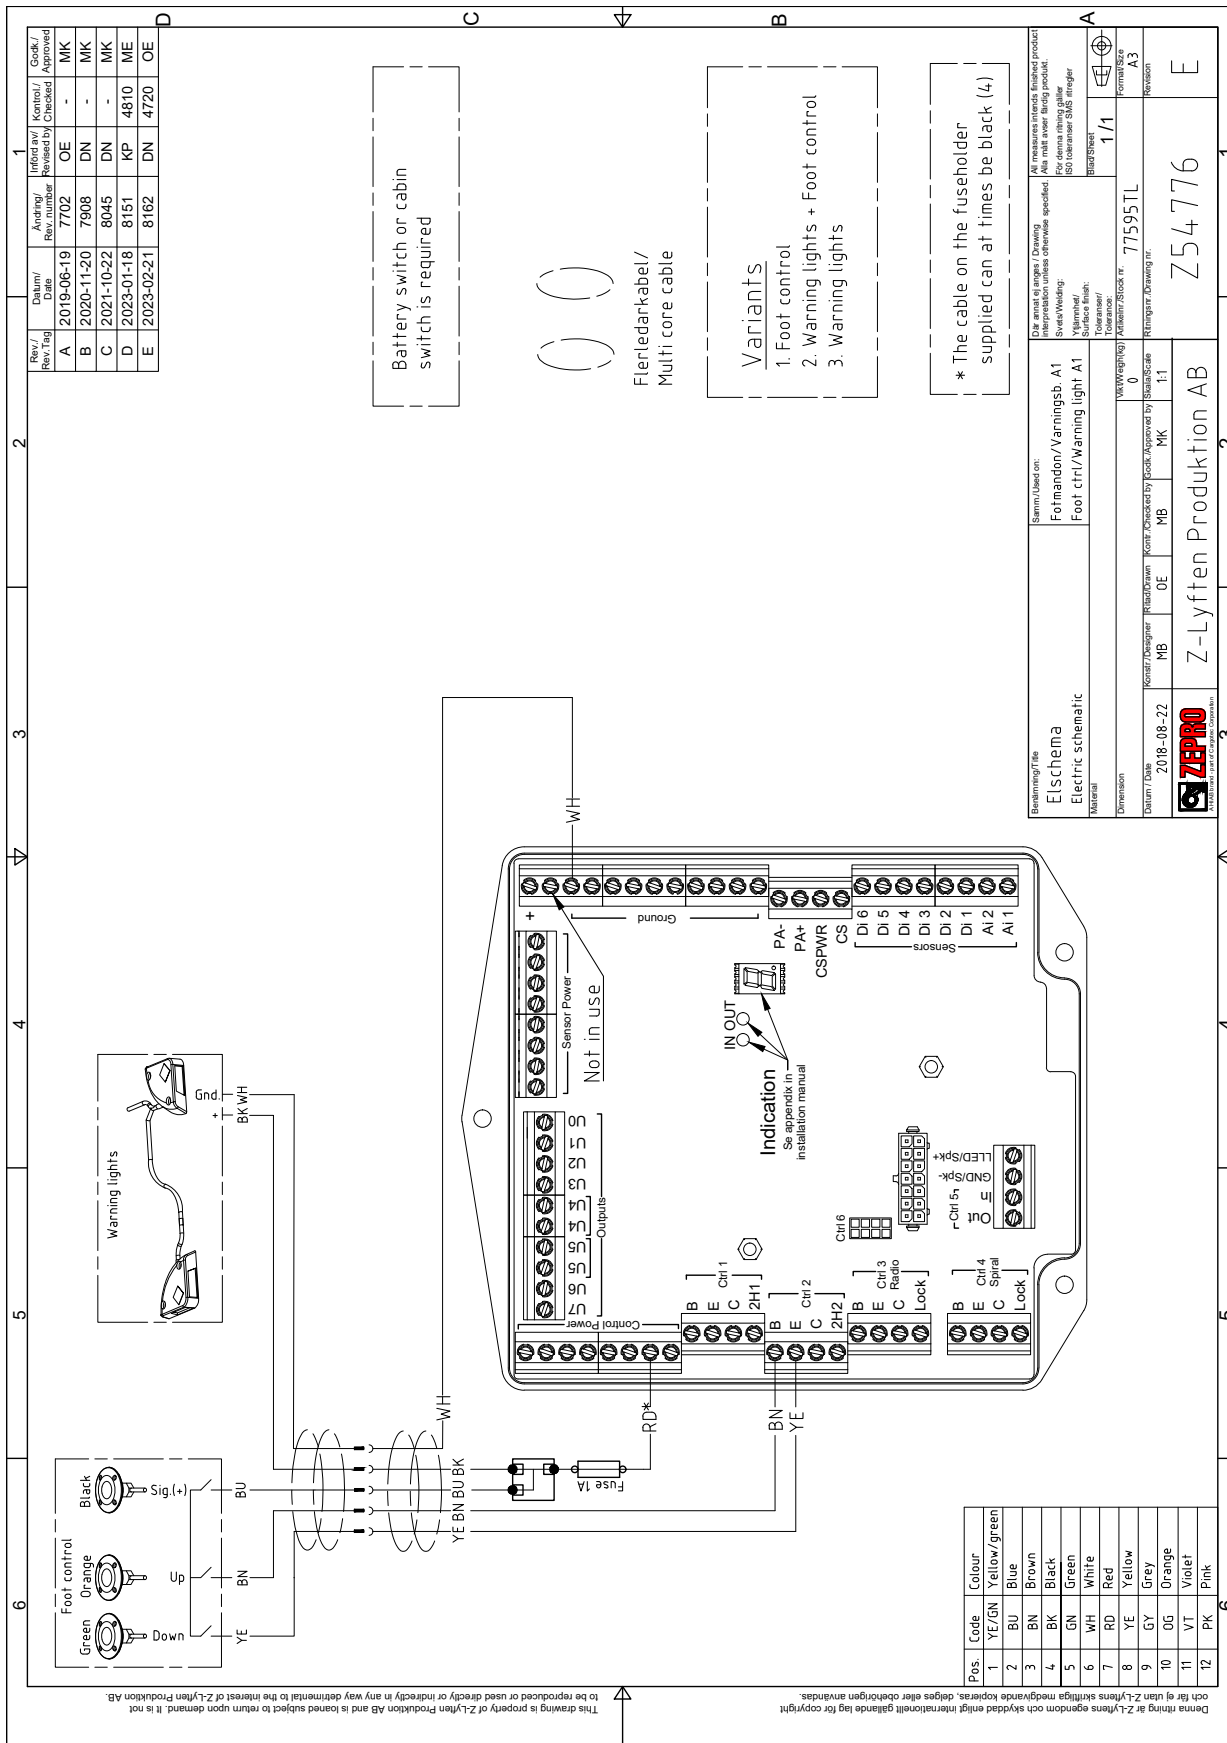 Rev./ Rev.Tag | Datum/ Date | Ändring/ Rev. number | Införd av/ Revised by | Kontrol./ Checked | Godk./ Approved
A | 2019-06-19 | 7702 | OE | - | MK
B | 2020-11-20 | 7908 | DN | - | MK
C | 2021-10-22 | 8045 | DN | - | MK
D | 2023-01-18 | 8151 | KP | 4810 | ME
E | 2023-02-21 | 8162 | DN | 4720 | OE
6
5
4
3
2
1
D
C
B
A
Foot control
Green
Orange
Black
Down
Up
Sig.(+)
YE
BN
BU
Warning lights
+
Gnd.
BK
WH
YE
BN
BU
BK
WH
Fuse 1A
RD*
BN
YE
WH
Battery switch or cabin
switch is required
Flerledarkabel/
Multi core cable
Variants
1. Foot control
2. Warning lights + Foot control
3. Warning lights
* The cable on the fuseholder
supplied can at times be black (4)
Control Power
U7
U6
U5
U5
U4
U4
U3
U2
U1
U0
Outputs
Sensor Power
Not in use
+
Ground
Ctrl 1
B
E
C
2H1
Ctrl 2
B
E
C
2H2
Ctrl 3
Radio
B
E
C
Lock
Ctrl 4
Spiral
B
E
C
Lock
Ctrl 6
Ctrl 5
Out
In
GND/Spk-
LLED/Spk+
Indication
Se appendix in
installation manual
IN OUT
PA-
PA+
CSPWR
CS
Di 6
Di 5
Di 4
Di 3
Di 2
Di 1
Ai 2
Ai 1
Sensors
Pos. | Code | Colour
1 | YE/GN | Yellow/green
2 | BU | Blue
3 | BN | Brown
4 | BK | Black
5 | GN | Green
6 | WH | White
7 | RD | Red
8 | YE | Yellow
9 | GY | Grey
10 | OG | Orange
11 | VT | Violet
12 | PK | Pink
Benämning/Title
Elschema
Electric schematic
Samm./Used on:
Fotmandon/Varningsb. A1
Foot ctrl/Warning light A1
Där annat ej anges / Drawing
interpretation unless otherwise specified.
Svets/Welding:
Ytjämnhet/
Surface finish:
Toleranser/
Tolerance:
All measures intends finished product
Alla mått avser färdig produkt.
För denna ritning gäller
ISO toleranser SMS ritregler
Material
Blad/Sheet
1/1
Dimension
Vikt/Weigh(kg)
0
Artikelnr./Stock nr.
77595TL
Format/Size
A3
Datum / Date
2018-08-22
Konstr./Designer
MB
Ritad/Drawn
OE
Kontr./Checked by
MB
Godk./Approved by
MK
Skala/Scale
1:1
Ritningsnr./Drawing nr.
Z54776
Revision
E
ZEPRO
Z-Lyften Produktion AB
This drawing is property of Z-Lyften Produktion AB and is loaned subject to return upon demand. It is not
to be reproduced or used directly or indirectly in any way detrimental to the interest of Z-Lyften Produktion AB.
Denna ritning är Z-Lyftens egendom och skyddad enligt internationellt gällande lag för copyright
och får ej utan Z-Lyftens skriftliga medgivande kopieras, delges eller obehörigen användas.